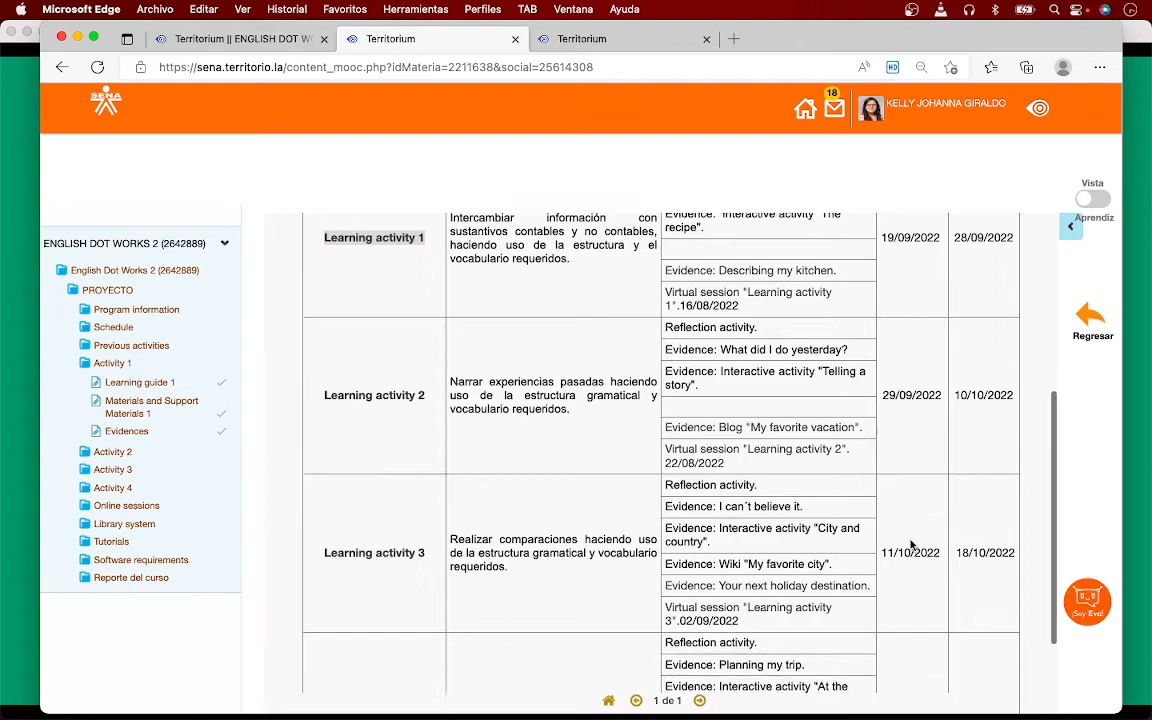 Microsoft Edge Archivo Editar Ver Historial Favoritos Herramientas Perfiles TAB Ventana Ayuda
Territorium || ENGLISH DOT W
Territorium
Territorium
https://sena.territorio.la/content_mooc.php?idMateria=2211638&social=25614308
HD
SENA
18
KELLY JOHANNA GIRALDO
Vista
Aprendiz
Regresar
¡Soy Eva!
ENGLISH DOT WORKS 2 (2642889)
English Dot Works 2 (2642889)
PROYECTO
Program information
Schedule
Previous activities
Activity 1
Learning guide 1
Materials and Support
Materials 1
Evidences
Activity 2
Activity 3
Activity 4
Online sessions
Library system
Tutorials
Software requirements
Reporte del curso
Learning activity 1
Intercambiar información con
sustantivos contables y no contables,
haciendo uso de la estructura y el
vocabulario requeridos.
Evidence: "Interactive activity "The
recipe".
Evidence: Describing my kitchen.
Virtual session "Learning activity
1".16/08/2022
19/09/2022
28/09/2022
Learning activity 2
Narrar experiencias pasadas haciendo
uso de la estructura gramatical y
vocabulario requeridos.
Reflection activity.
Evidence: What did I do yesterday?
Evidence: Interactive activity "Telling a
story".
Evidence: Blog "My favorite vacation".
Virtual session "Learning activity 2".
22/08/2022
29/09/2022
10/10/2022
Learning activity 3
Realizar comparaciones haciendo uso
de la estructura gramatical y vocabulario
requeridos.
Reflection activity.
Evidence: I can´t believe it.
Evidence: Interactive activity "City and
country".
Evidence: Wiki "My favorite city".
Evidence: Your next holiday destination.
Virtual session "Learning activity
3".02/09/2022
11/10/2022
18/10/2022
Reflection activity.
Evidence: Planning my trip.
Evidence: Interactive activity "At the
1 de 1